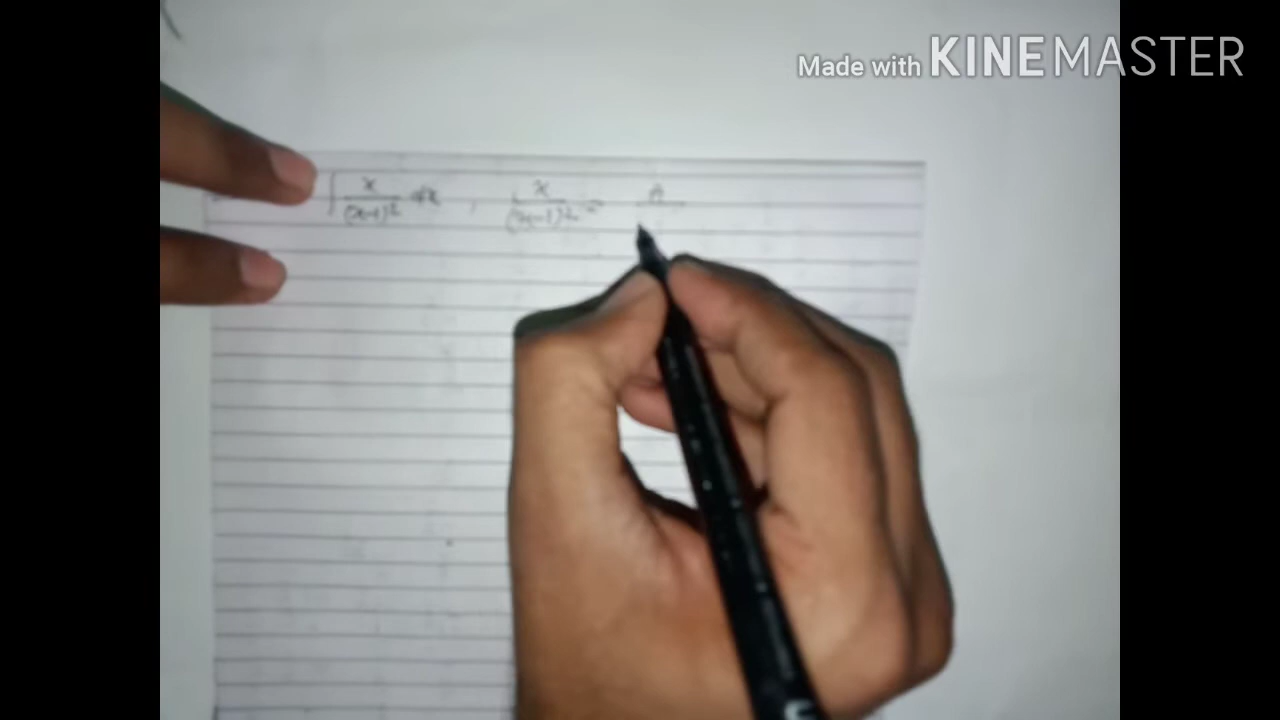 Made with KINEMASTER
∫ x/(x-1)² dx , x/(x-1)² = A